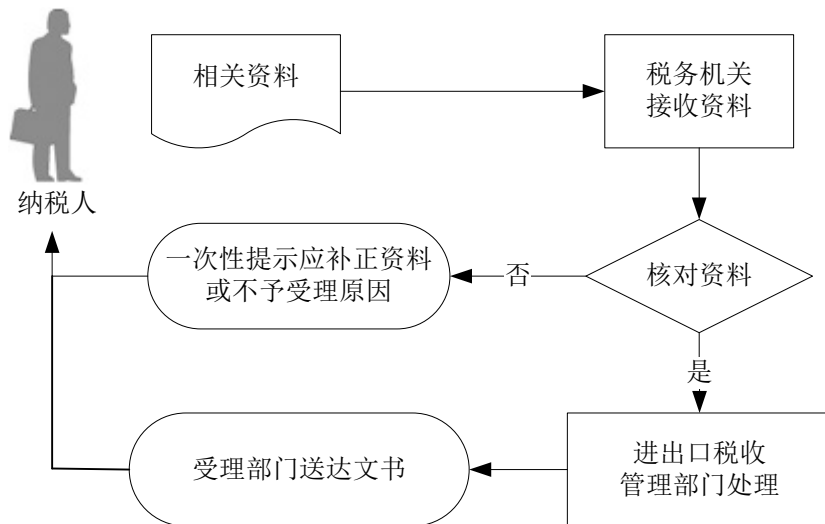 相关资料
税务机关
接收资料
纳税人
一次性提示应补正资料
或不予受理原因
否
核对资料
是
受理部门送达文书
进出口税收
管理部门处理